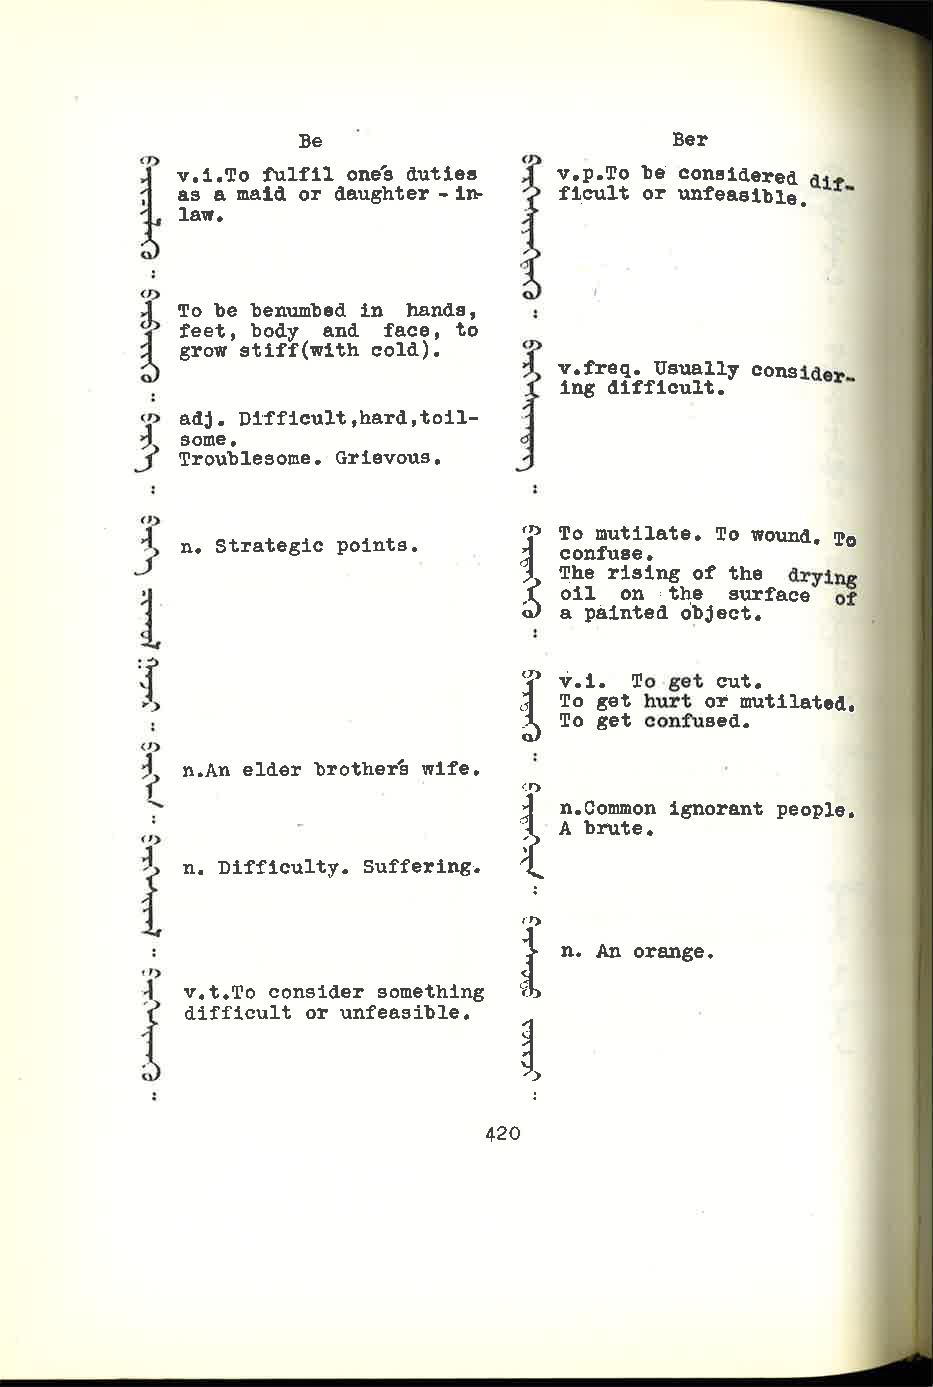 Be
v.i.To fulfil one's duties
as a maid or daughter - in-
law.
To be benumbed in hands,
feet, body and face, to
grow stiff(with cold).
ᠪᠡᠷᠬᠡ
adj. Difficult,hard,toil-
some.
Troublesome. Grievous.
ᠪᠡᠷᠬᠡ
n. Strategic points.
ᠪᠡᠷᠭᠡᠨ
n.An elder brother's wife.
n. Difficulty. Suffering.
v.t.To consider something
difficult or unfeasible.
Ber
v.p.To be considered dif-
ficult or unfeasible.
v.freq. Usually consider-
ing difficult.
ᠪᠡᠷᠲᠡᠭᠡᠬᠦ
To mutilate. To wound. To
confuse.
The rising of the drying
oil on the surface of
a painted object.
ᠪᠡᠷᠲᠡᠬᠦ
v.i. To get cut.
To get hurt or mutilated.
To get confused.
n.Common ignorant people.
A brute.
n. An orange.
420